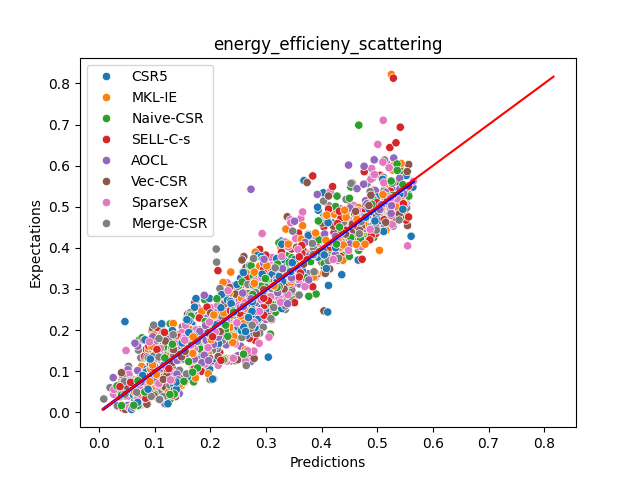 energy_efficieny_scattering
CSR5
MKL-IE
Naive-CSR
SELL-C-s
AOCL
Vec-CSR
SparseX
Merge-CSR
Expectations
0.8
0.7
0.6
0.5
0.4
0.3
0.2
0.1
0.0
0.0 0.1 0.2 0.3 0.4 0.5 0.6 0.7 0.8
Predictions